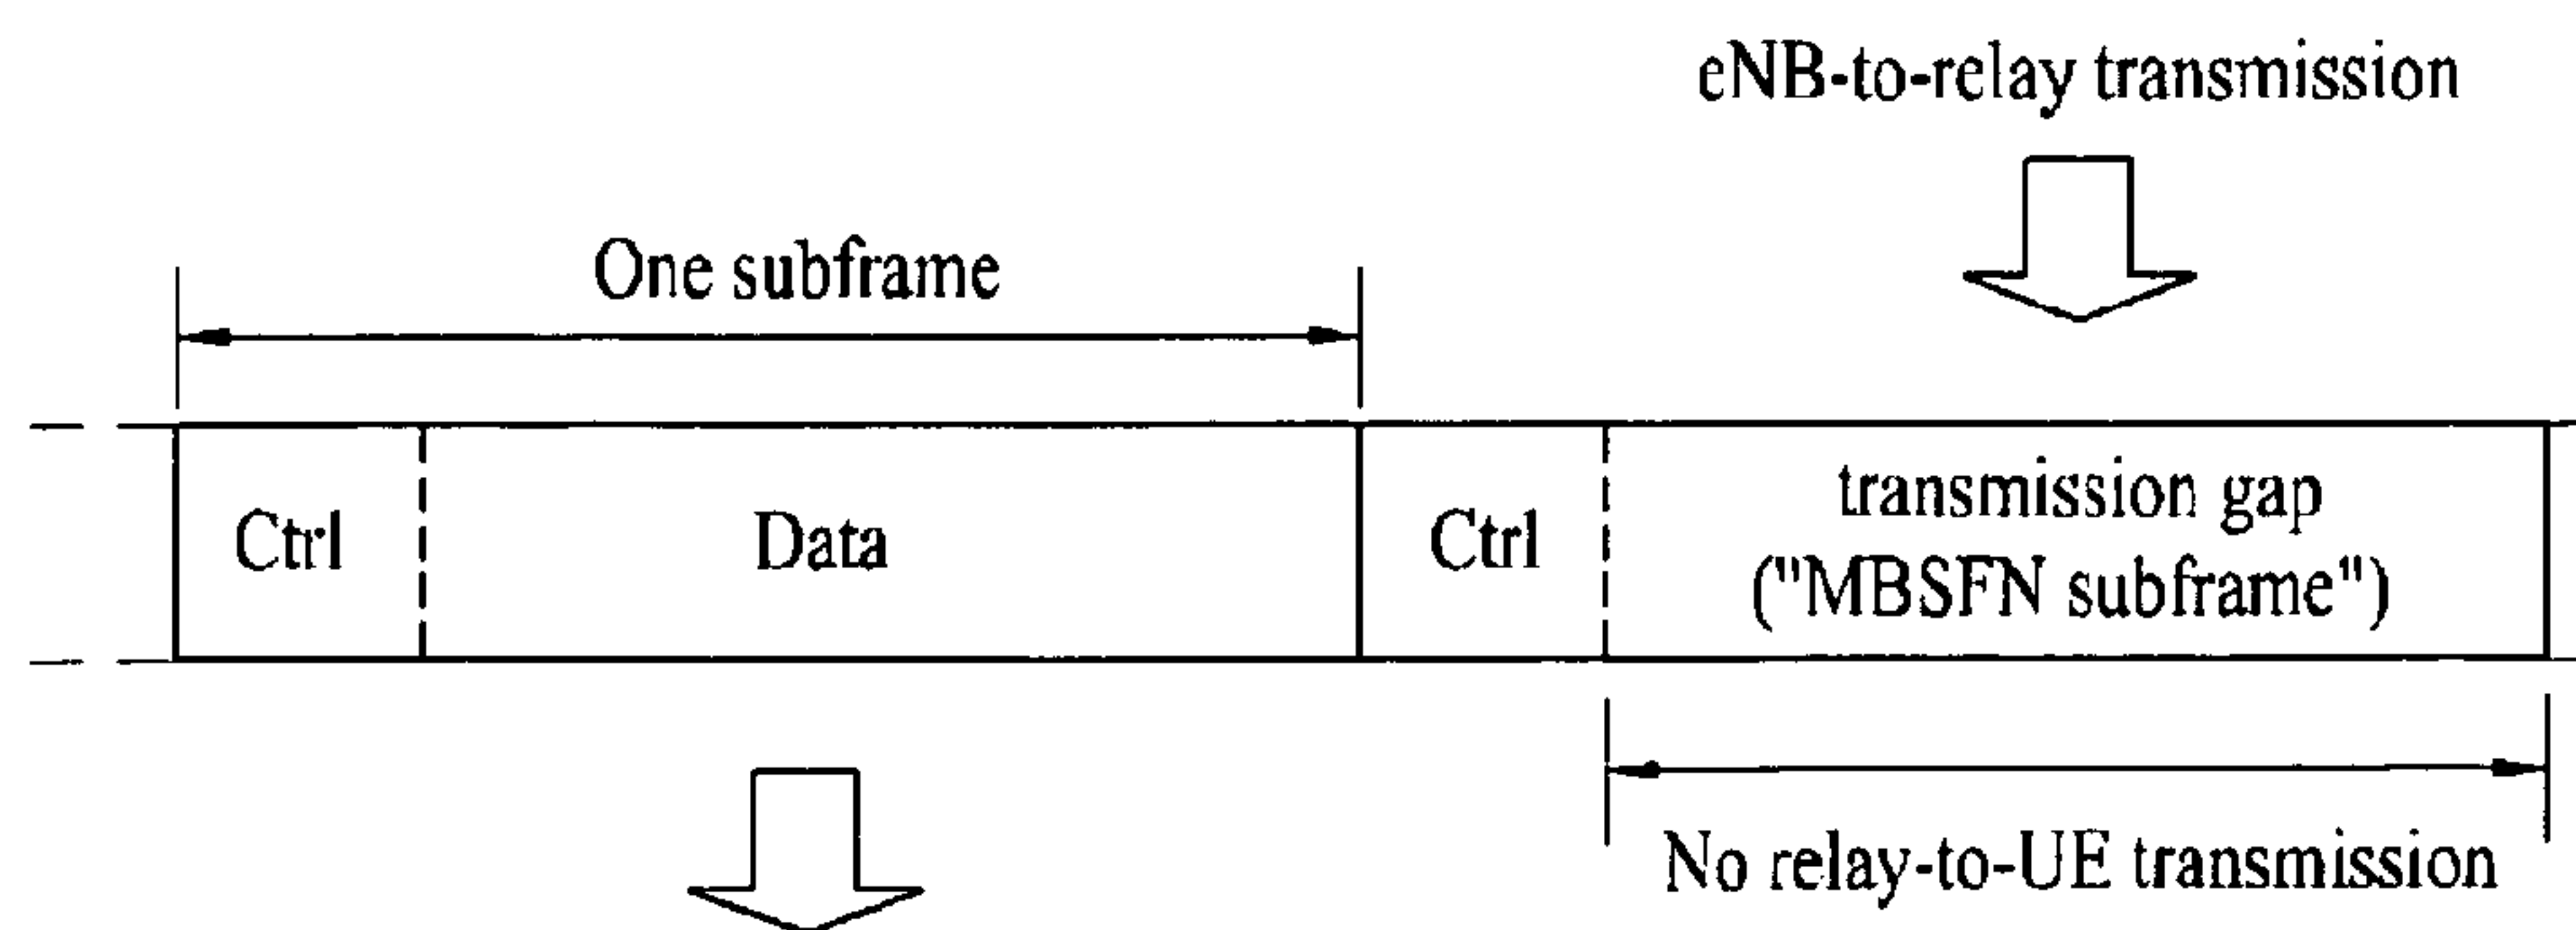 eNB-to-relay transmission
One subframe
Ctrl
Data
Ctrl
transmission gap
("MBSFN subframe")
No relay-to-UE transmission